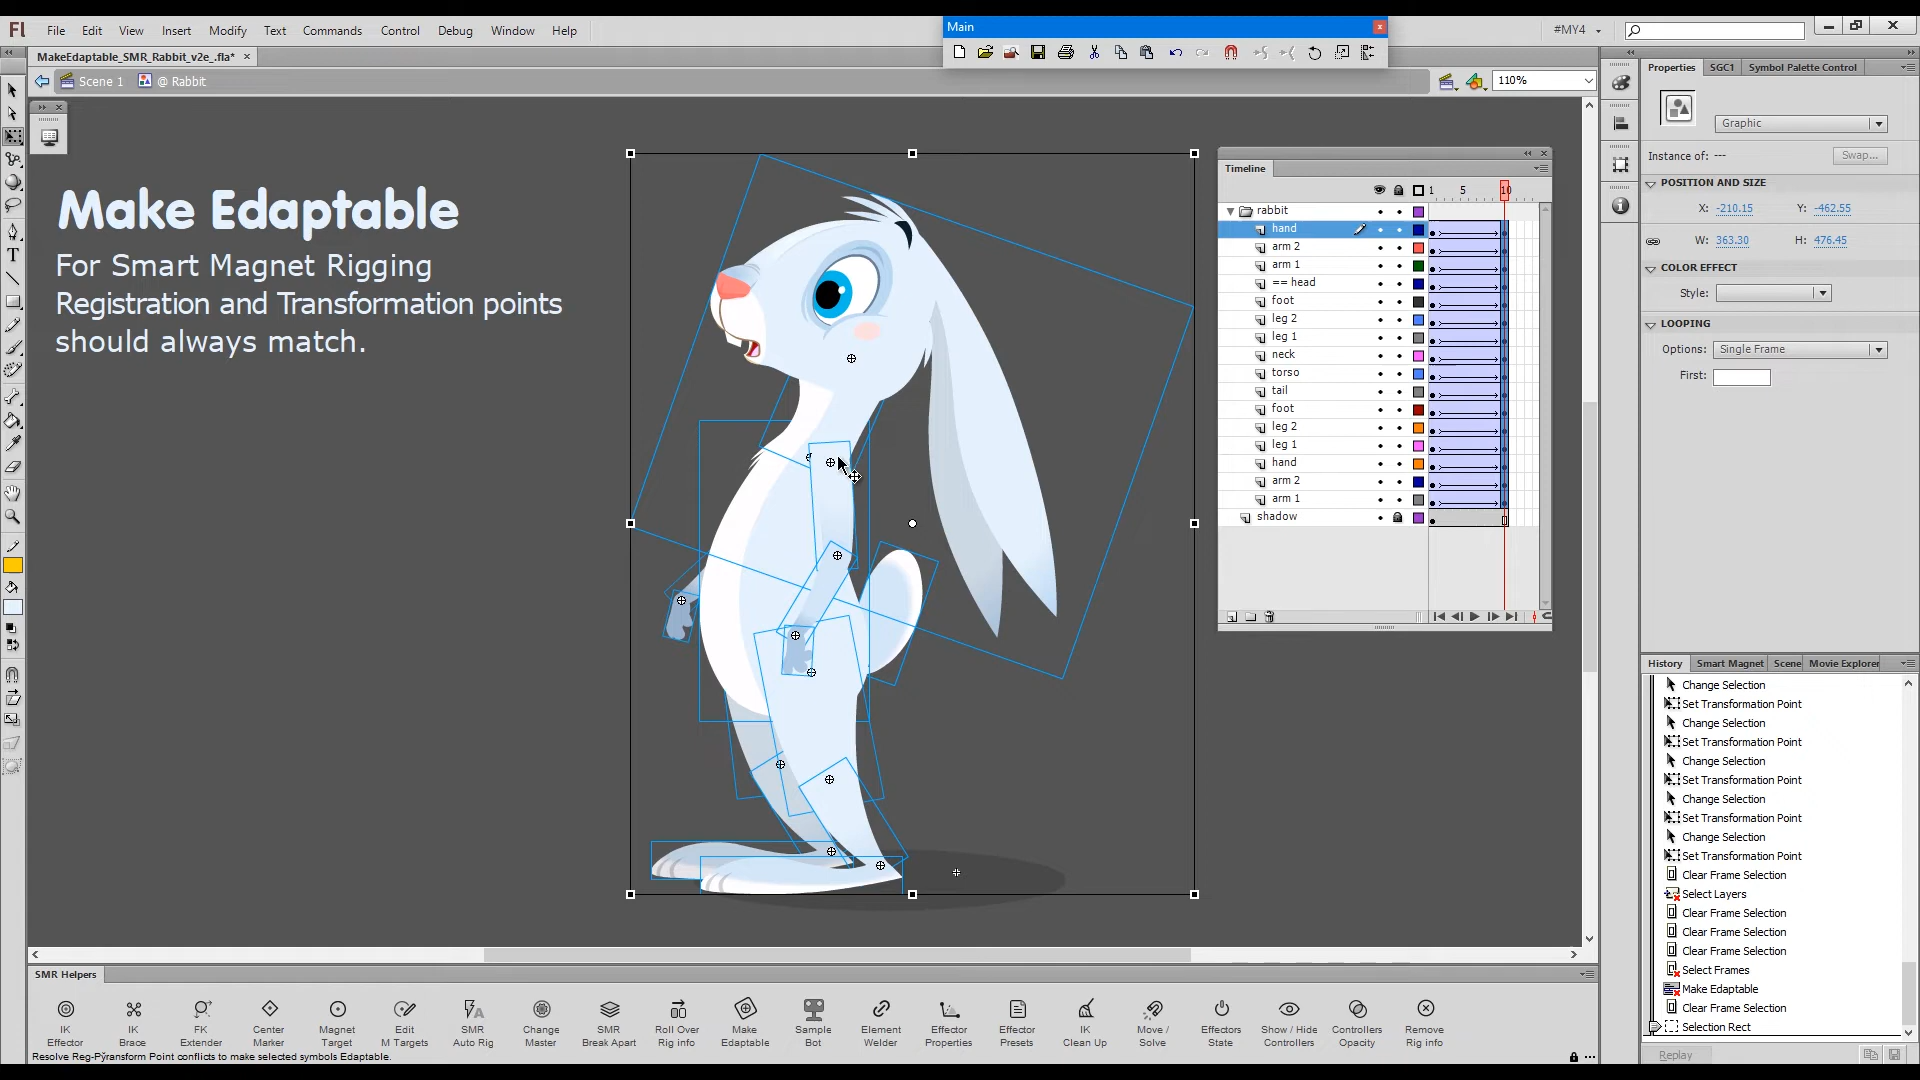 Main
Fl File Edit View Insert Modify Text Commands Control Debug Window Help
#MY4
MakeEdaptable_SMR_Rabbit_v2e_.fla*
Scene 1 @ Rabbit
110%
Make Edaptable
For Smart Magnet Rigging
Registration and Transformation points
should always match.
Timeline
1 5 10
rabbit
hand
arm 2
arm 1
== head
foot
leg 2
leg 1
neck
torso
tail
foot
leg 2
leg 1
hand
arm 2
arm 1
shadow
Properties SGC1 Symbol Palette Control
Graphic
Instance of: --- Swap...
POSITION AND SIZE
X: -210.15 Y: -462.55
W: 363.30 H: 476.45
COLOR EFFECT
Style:
LOOPING
Options: Single Frame
First:
History Smart Magnet Scene Movie Explorer
Change Selection
Set Transformation Point
Change Selection
Set Transformation Point
Change Selection
Set Transformation Point
Change Selection
Set Transformation Point
Change Selection
Set Transformation Point
Clear Frame Selection
Select Layers
Clear Frame Selection
Clear Frame Selection
Clear Frame Selection
Select Frames
Make Edaptable
Clear Frame Selection
Selection Rect
Replay
SMR Helpers
IK Effector
IK Brace
FK Extender
Center Marker
Magnet Target
Edit M Targets
SMR Auto Rig
Change Master
SMR Break Apart
Roll Over Rig info
Make Edaptable
Sample Bot
Element Welder
Effector Properties
Effector Presets
IK Clean Up
Move / Solve
Effectors State
Show / Hide Controllers
Controllers Opacity
Remove Rig info
conflicts to make selected symbols Edaptable.